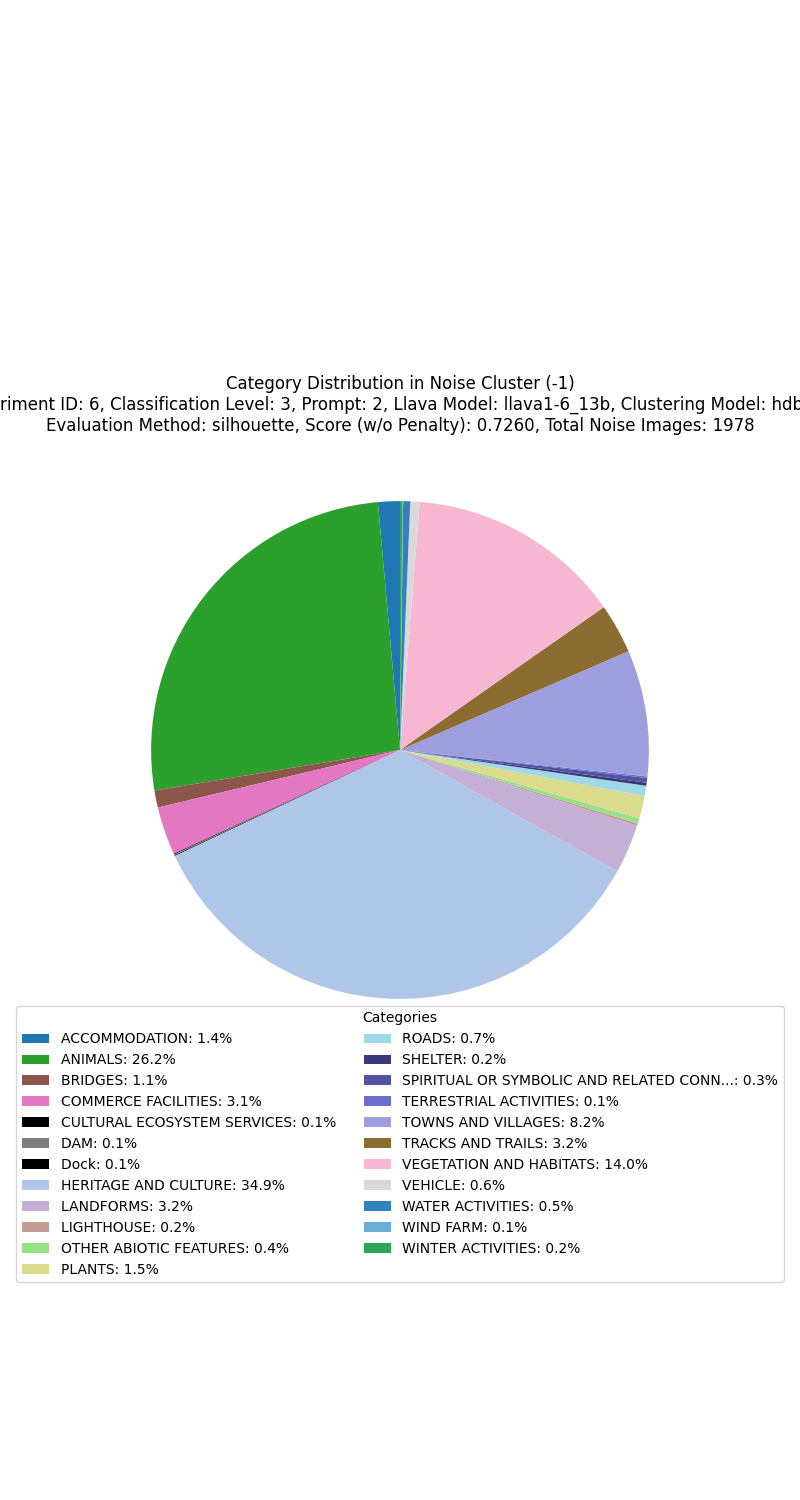 Category Distribution in Noise Cluster (-1)
riment ID: 6, Classification Level: 3, Prompt: 2, Llava Model: llava1-6_13b, Clustering Model: hdb
Evaluation Method: silhouette, Score (w/o Penalty): 0.7260, Total Noise Images: 1978
Categories
ACCOMMODATION: 1.4%
ANIMALS: 26.2%
BRIDGES: 1.1%
COMMERCE FACILITIES: 3.1%
CULTURAL ECOSYSTEM SERVICES: 0.1%
DAM: 0.1%
Dock: 0.1%
HERITAGE AND CULTURE: 34.9%
LANDFORMS: 3.2%
LIGHTHOUSE: 0.2%
OTHER ABIOTIC FEATURES: 0.4%
PLANTS: 1.5%
ROADS: 0.7%
SHELTER: 0.2%
SPIRITUAL OR SYMBOLIC AND RELATED CONN...: 0.3%
TERRESTRIAL ACTIVITIES: 0.1%
TOWNS AND VILLAGES: 8.2%
TRACKS AND TRAILS: 3.2%
VEGETATION AND HABITATS: 14.0%
VEHICLE: 0.6%
WATER ACTIVITIES: 0.5%
WIND FARM: 0.1%
WINTER ACTIVITIES: 0.2%